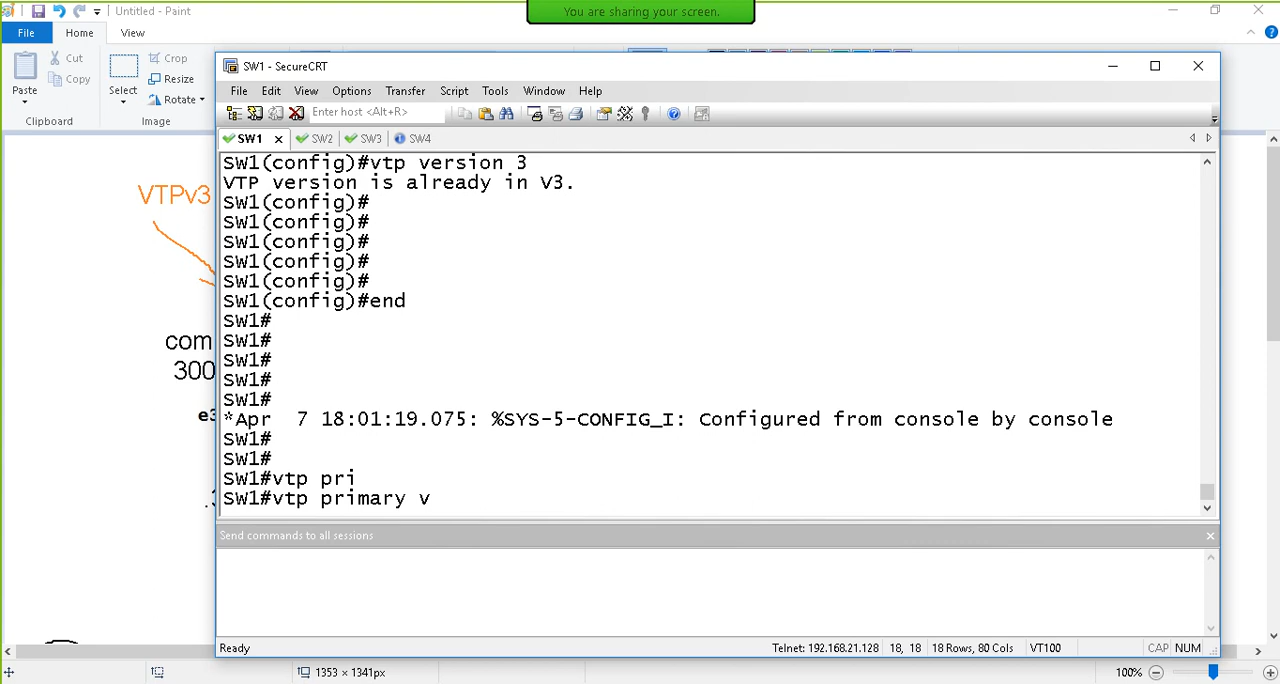 You are sharing your screen.
Untitled - Paint
File Home View
Cut
Copy
Paste
Clipboard
Select
Crop
Resize
Rotate
Image
VTPv3
com
300
e3
.3
SW1 - SecureCRT
File Edit View Options Transfer Script Tools Window Help
Enter host <Alt+R>
SW1 SW2 SW3 SW4
SW1(config)#vtp version 3
VTP version is already in V3.
SW1(config)#
SW1(config)#
SW1(config)#
SW1(config)#
SW1(config)#
SW1(config)#end
SW1#
SW1#
SW1#
SW1#
SW1#
*Apr  7 18:01:19.075: %SYS-5-CONFIG_I: Configured from console by console
SW1#
SW1#
SW1#vtp pri
SW1#vtp primary v
Send commands to all sessions
Ready Telnet: 192.168.21.128 18, 18 18 Rows, 80 Cols VT100 CAP NUM
1353 × 1341px 100%